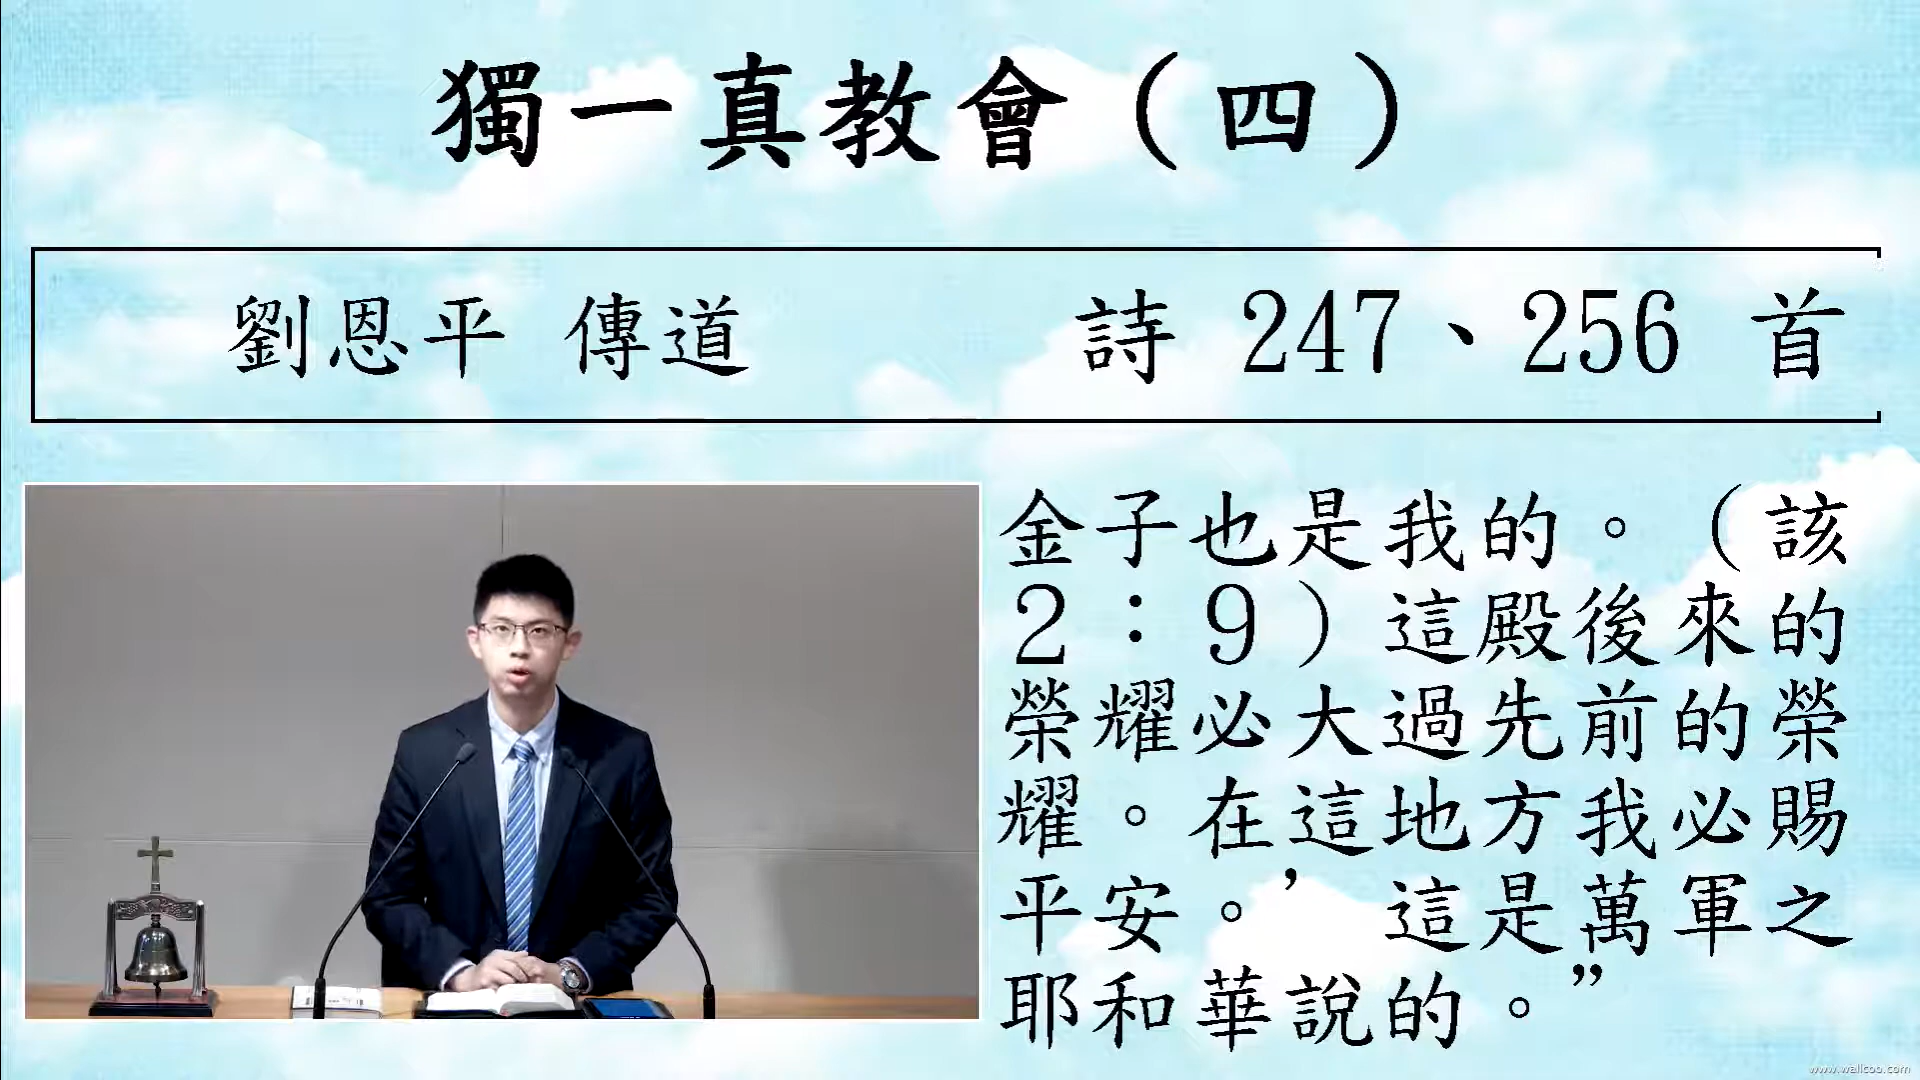 獨一真教會（四）
劉恩平 傳道 詩 247、256 首
金子也是我的。（該
2：9）這殿後來的
榮耀必大過先前的榮
耀。在這地方我必賜
平安。’ 這是萬軍之
耶和華說的。”
www.wallcoo.com